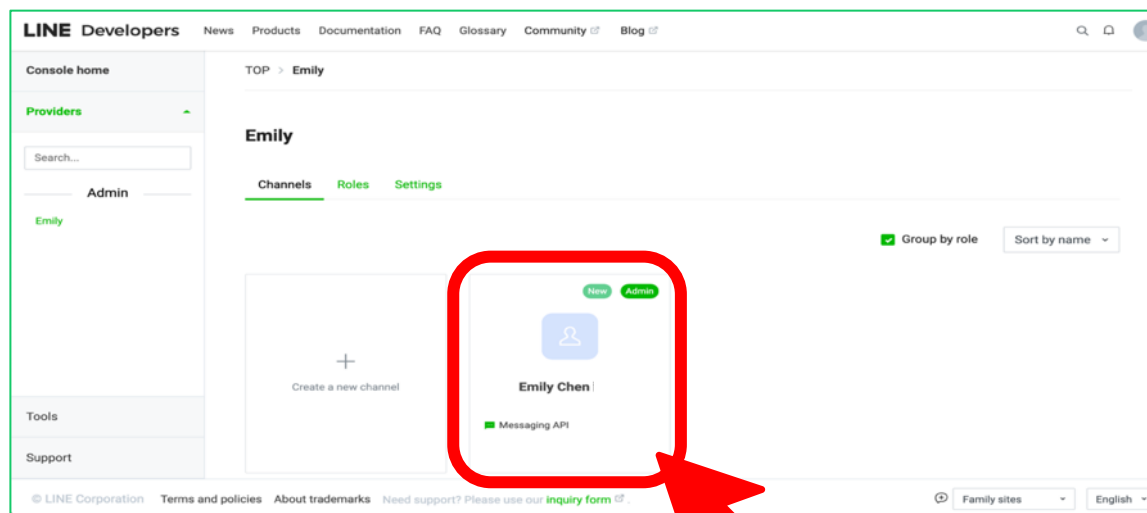 LINE Developers News Products Documentation FAQ Glossary Community Blog
Console home
TOP > Emily
Providers
Emily
Search...
Channels Roles Settings
Admin
Emily
Group by role Sort by name
New Admin
+
Create a new channel
Emily Chen
Messaging API
Tools
Support
© LINE Corporation Terms and policies About trademarks Need support? Please use our inquiry form . Family sites English